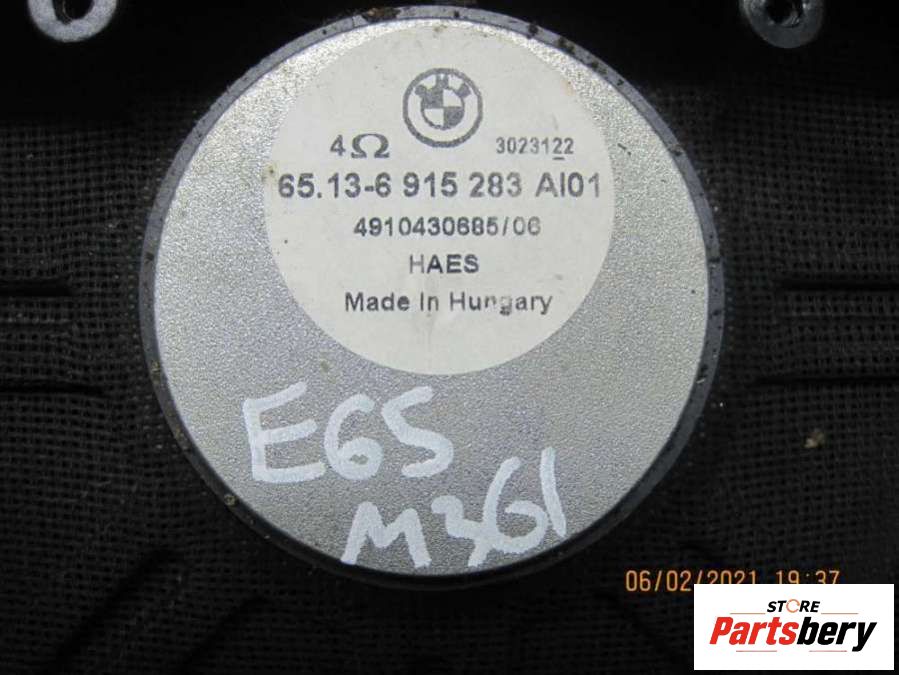 4Ω 3023122
65.13-6 915 283 AI01
4910430685/06
HAES
Made In Hungary
E65
M361
06/02/2021 19:37
STORE
Partsbery